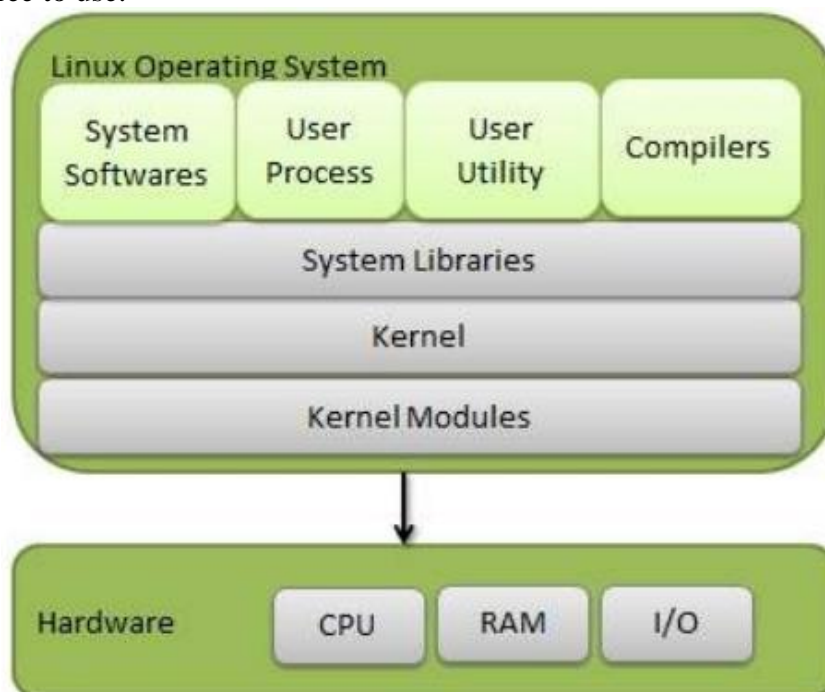 Linux Operating System
System
Softwares
User
Process
User
Utility
Compilers
System Libraries
Kernel
Kernel Modules
Hardware
CPU
RAM
I/O